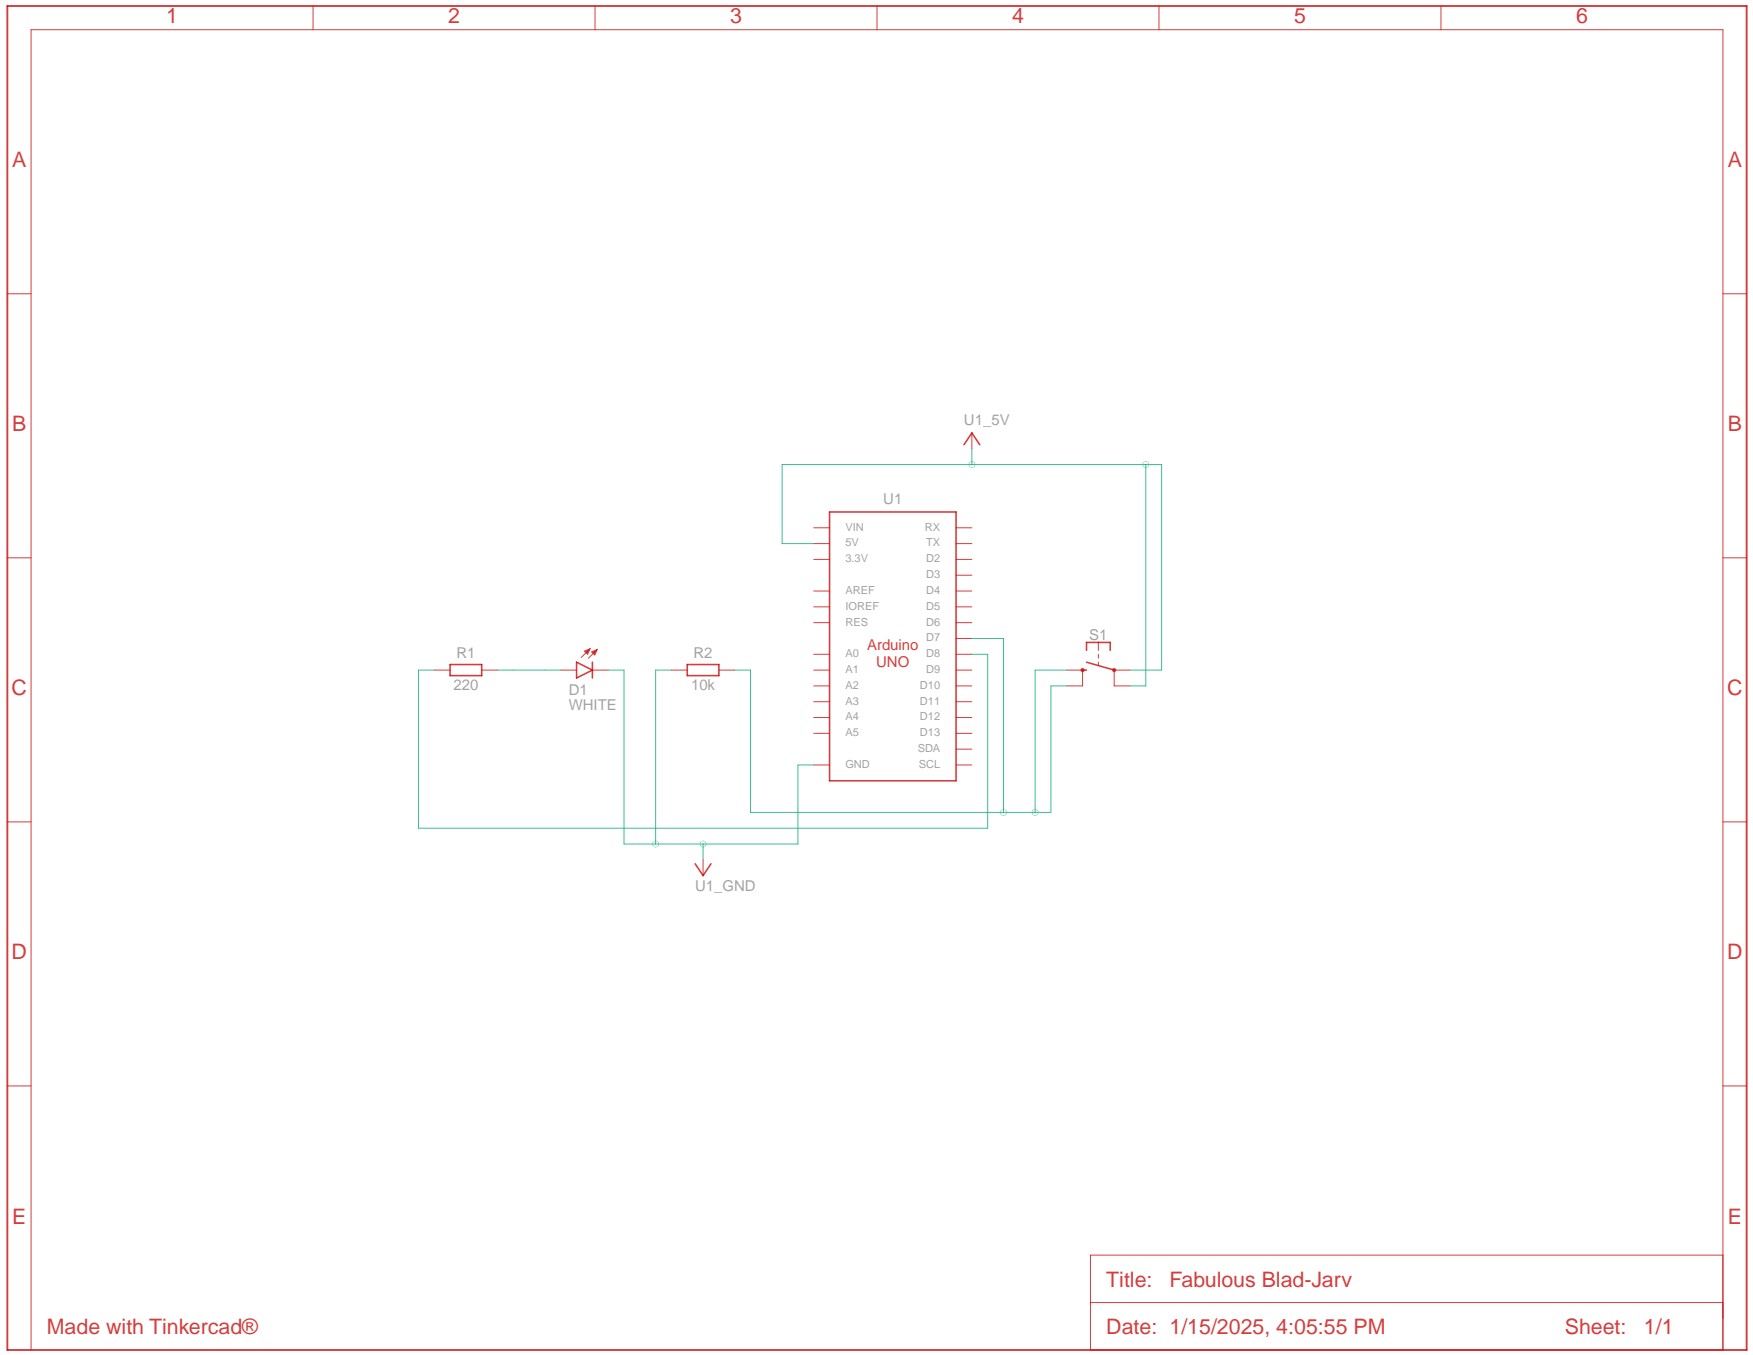 1 2 3 4 5 6
A A
B B
U1_5V
U1
VIN RX
5V TX
3.3V D2
D3
AREF D4
IOREF D5
RES D6
D7
Arduino
UNO
A0 D8
A1 D9
A2 D10
A3 D11
A4 D12
A5 D13
SDA
GND SCL
S1
R1
220
D1
WHITE
R2
10k
C C
U1_GND
D D
E E
Title: Fabulous Blad-Jarv
Made with Tinkercad®
Date: 1/15/2025, 4:05:55 PM Sheet: 1/1